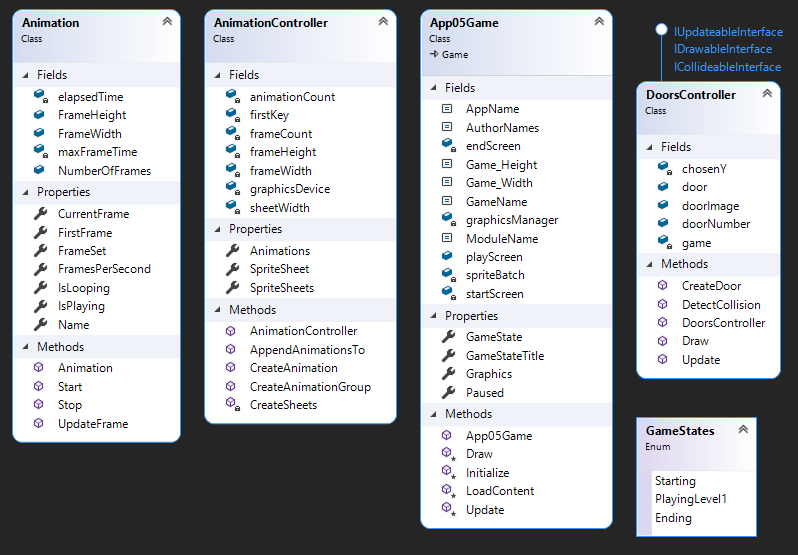 Animation
Class
Fields
elapsedTime
FrameHeight
FrameWidth
maxFrameTime
NumberOfFrames
Properties
CurrentFrame
FirstFrame
FrameSet
FramesPerSecond
IsLooping
IsPlaying
Name
Methods
Animation
Start
Stop
UpdateFrame
AnimationController
Class
Fields
animationCount
firstKey
frameCount
frameHeight
frameWidth
graphicsDevice
sheetWidth
Properties
Animations
SpriteSheet
SpriteSheets
Methods
AnimationController
AppendAnimationsTo
CreateAnimation
CreateAnimationGroup
CreateSheets
App05Game
Class
Game
Fields
AppName
AuthorNames
endScreen
Game_Height
Game_Width
GameName
graphicsManager
ModuleName
playScreen
spriteBatch
startScreen
Properties
GameState
GameStateTitle
Graphics
Paused
Methods
App05Game
Draw
Initialize
LoadContent
Update
IUpdateableInterface
IDrawableInterface
ICollideableInterface
DoorsController
Class
Fields
chosenY
door
doorImage
doorNumber
game
Methods
CreateDoor
DetectCollision
DoorsController
Draw
Update
GameStates
Enum
Starting
PlayingLevel1
Ending